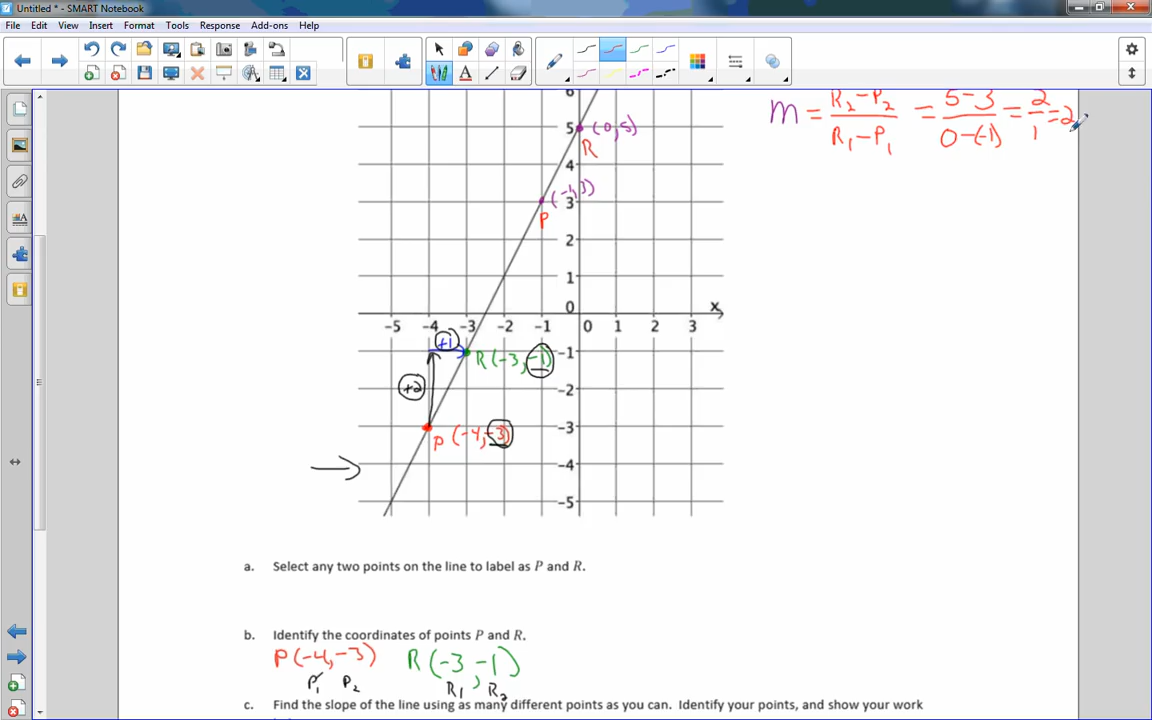 Untitled * - SMART Notebook
File Edit View Insert Format Tools Response Add-ons Help
6
m = R₂-P₂ / R₁-P₁ = 5-3 / 0-(-1) = 2 / 1 = 2
5 (0,5)
R
4
(-1,3)
3
P
2
1
0 x
-5 -4 -3 -2 -1 0 1 2 3
+1
R(-3,-1) -1
+2 -2
-3
P (-4,-3)
-4
-5
a. Select any two points on the line to label as P and R.
b. Identify the coordinates of points P and R.
P(-4,-3) R(-3,-1)
P₁ P₂ R₁ R₂
c. Find the slope of the line using as many different points as you can. Identify your points, and show your work